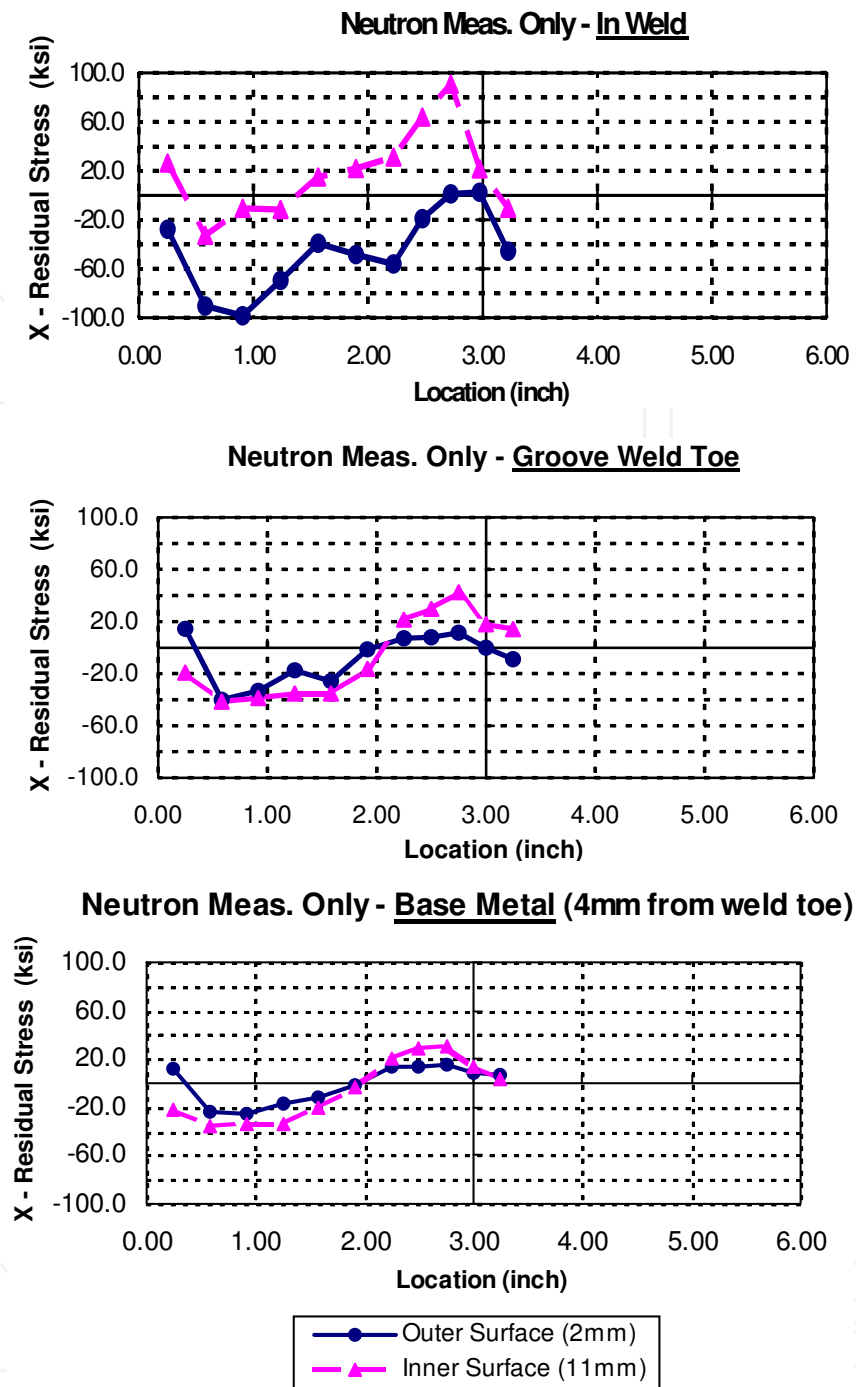 Neutron Meas. Only - In Weld
X - Residual Stress (ksi)
100.0
60.0
20.0
-20.0
-60.0
-100.0
0.00 1.00 2.00 3.00 4.00 5.00 6.00
Location (inch)
Neutron Meas. Only - Groove Weld Toe
X - Residual Stress (ksi)
100.0
60.0
20.0
-20.0
-60.0
-100.0
0.00 1.00 2.00 3.00 4.00 5.00 6.00
Location (inch)
Neutron Meas. Only - Base Metal (4mm from weld toe)
X - Residual Stress (ksi)
100.0
60.0
20.0
-20.0
-60.0
-100.0
0.00 1.00 2.00 3.00 4.00 5.00 6.00
Location (inch)
Outer Surface (2mm)
Inner Surface (11mm)